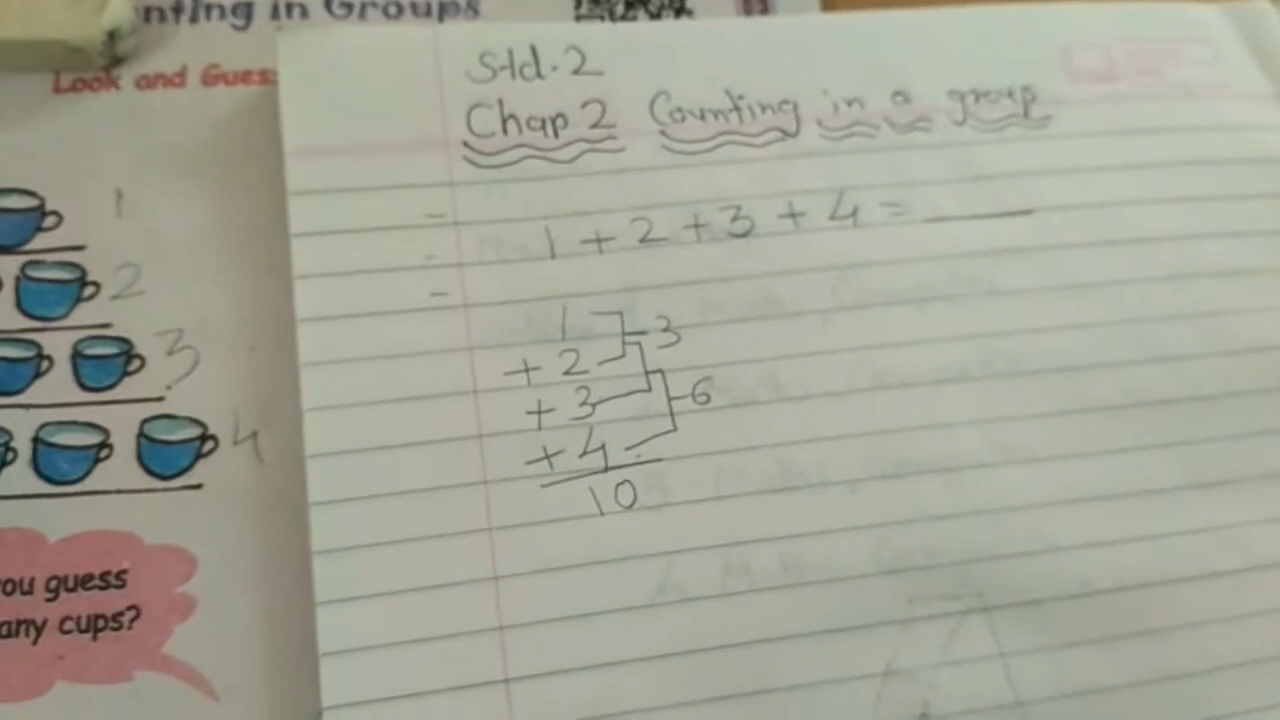 nting in Groups
Look and Gues
1
2
3
4
ou guess
any cups?
Std. 2
Chap 2 Counting in a group
1 + 2 + 3 + 4 = ____
1
+ 2
3
+ 3
6
+ 4
10